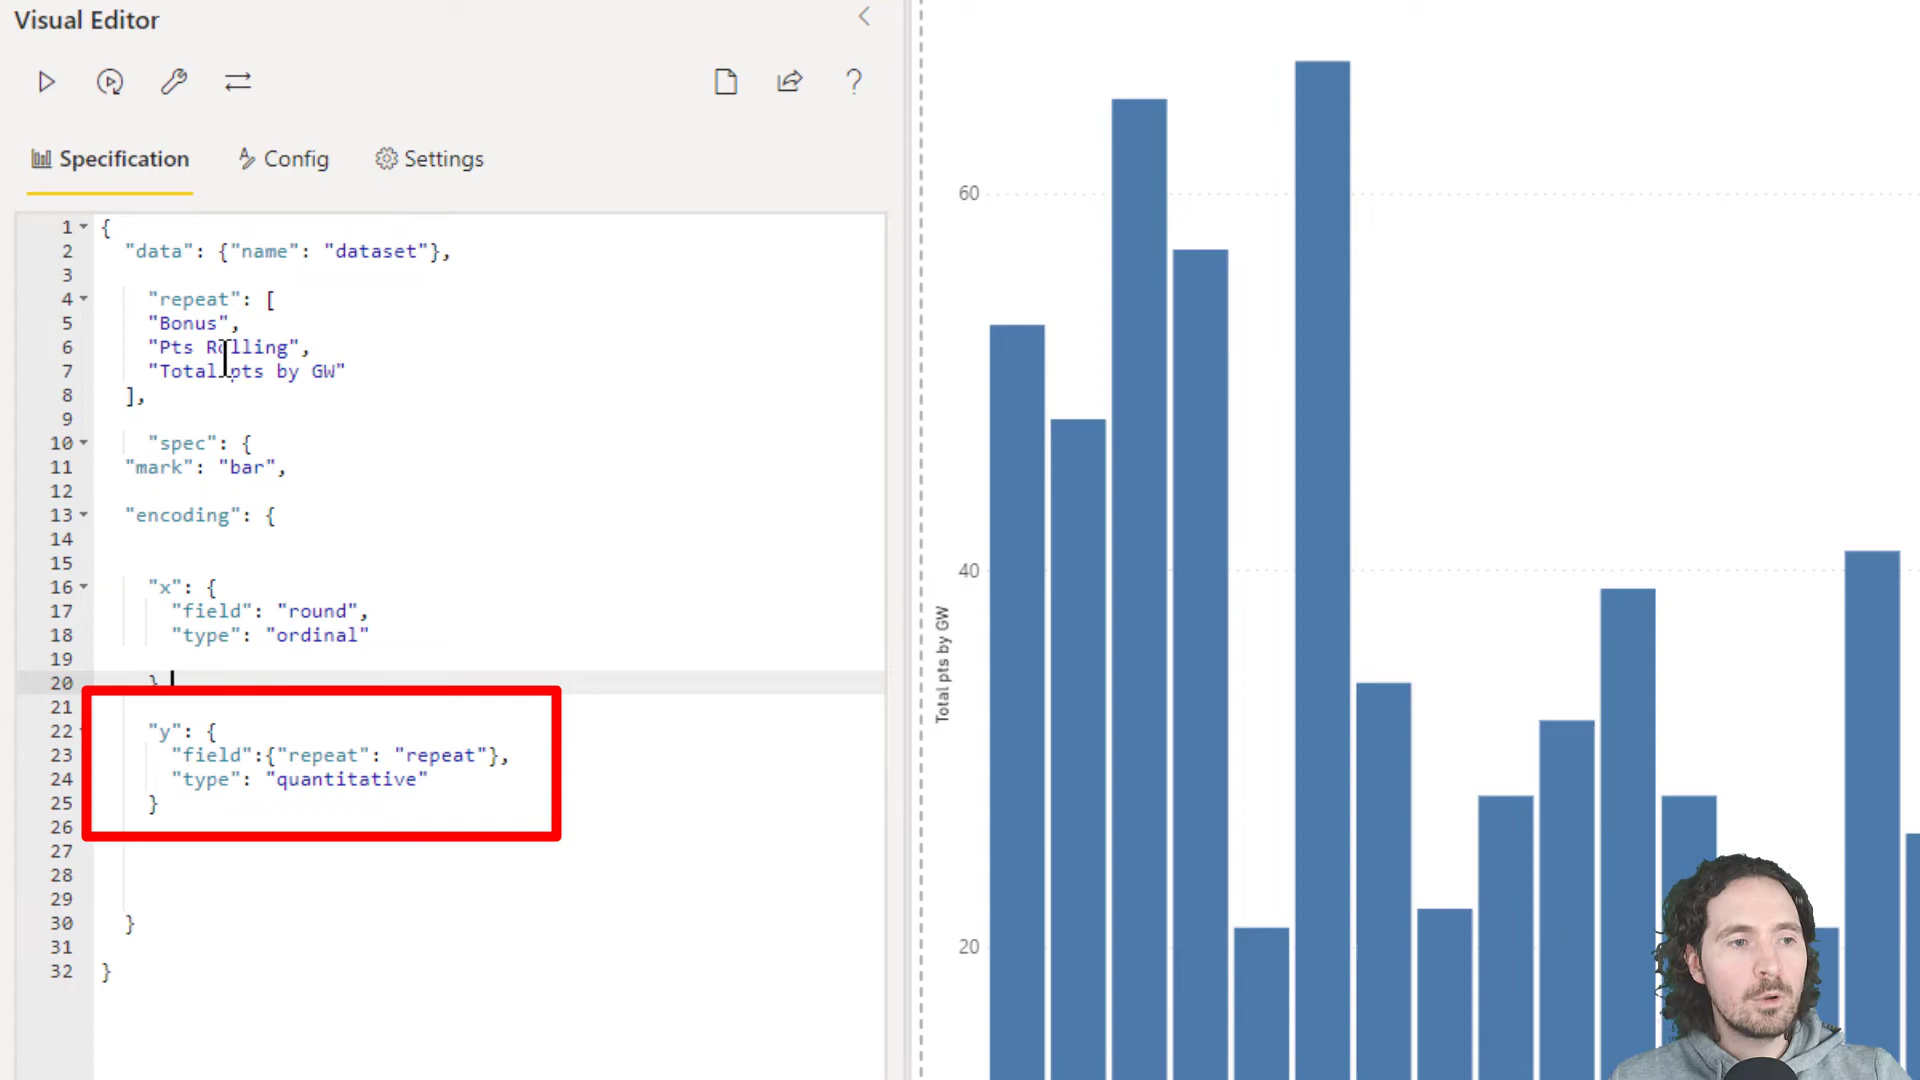 Visual Editor
Specification
Config
Settings
1 {
2 "data": {"name": "dataset"},
3
4 "repeat": [
5 "Bonus",
6 "Pts Rolling",
7 "Total pts by GW"
8 ],
9
10 "spec": {
11 "mark": "bar",
12
13 "encoding": {
14
15
16 "x": {
17 "field": "round",
18 "type": "ordinal"
19
20 }
21
22 "y": {
23 "field":{"repeat": "repeat"},
24 "type": "quantitative"
25 }
26
27
28
29
30 }
31
32 }
60
40
20
Total pts by GW